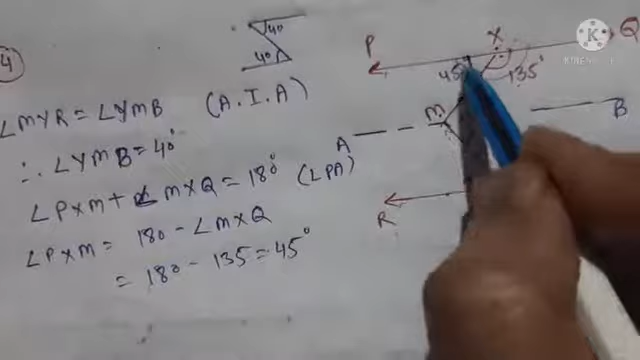 4
40
40°
∠MYR = ∠YMB (A.I.A)
∴ ∠YMB = 40°
∠PXM + ∠MXQ = 180° (LPA)
∠PXM = 180 - ∠MXQ
= 180 - 135 = 45°
P X Q
45 135°
M
A B
R
K